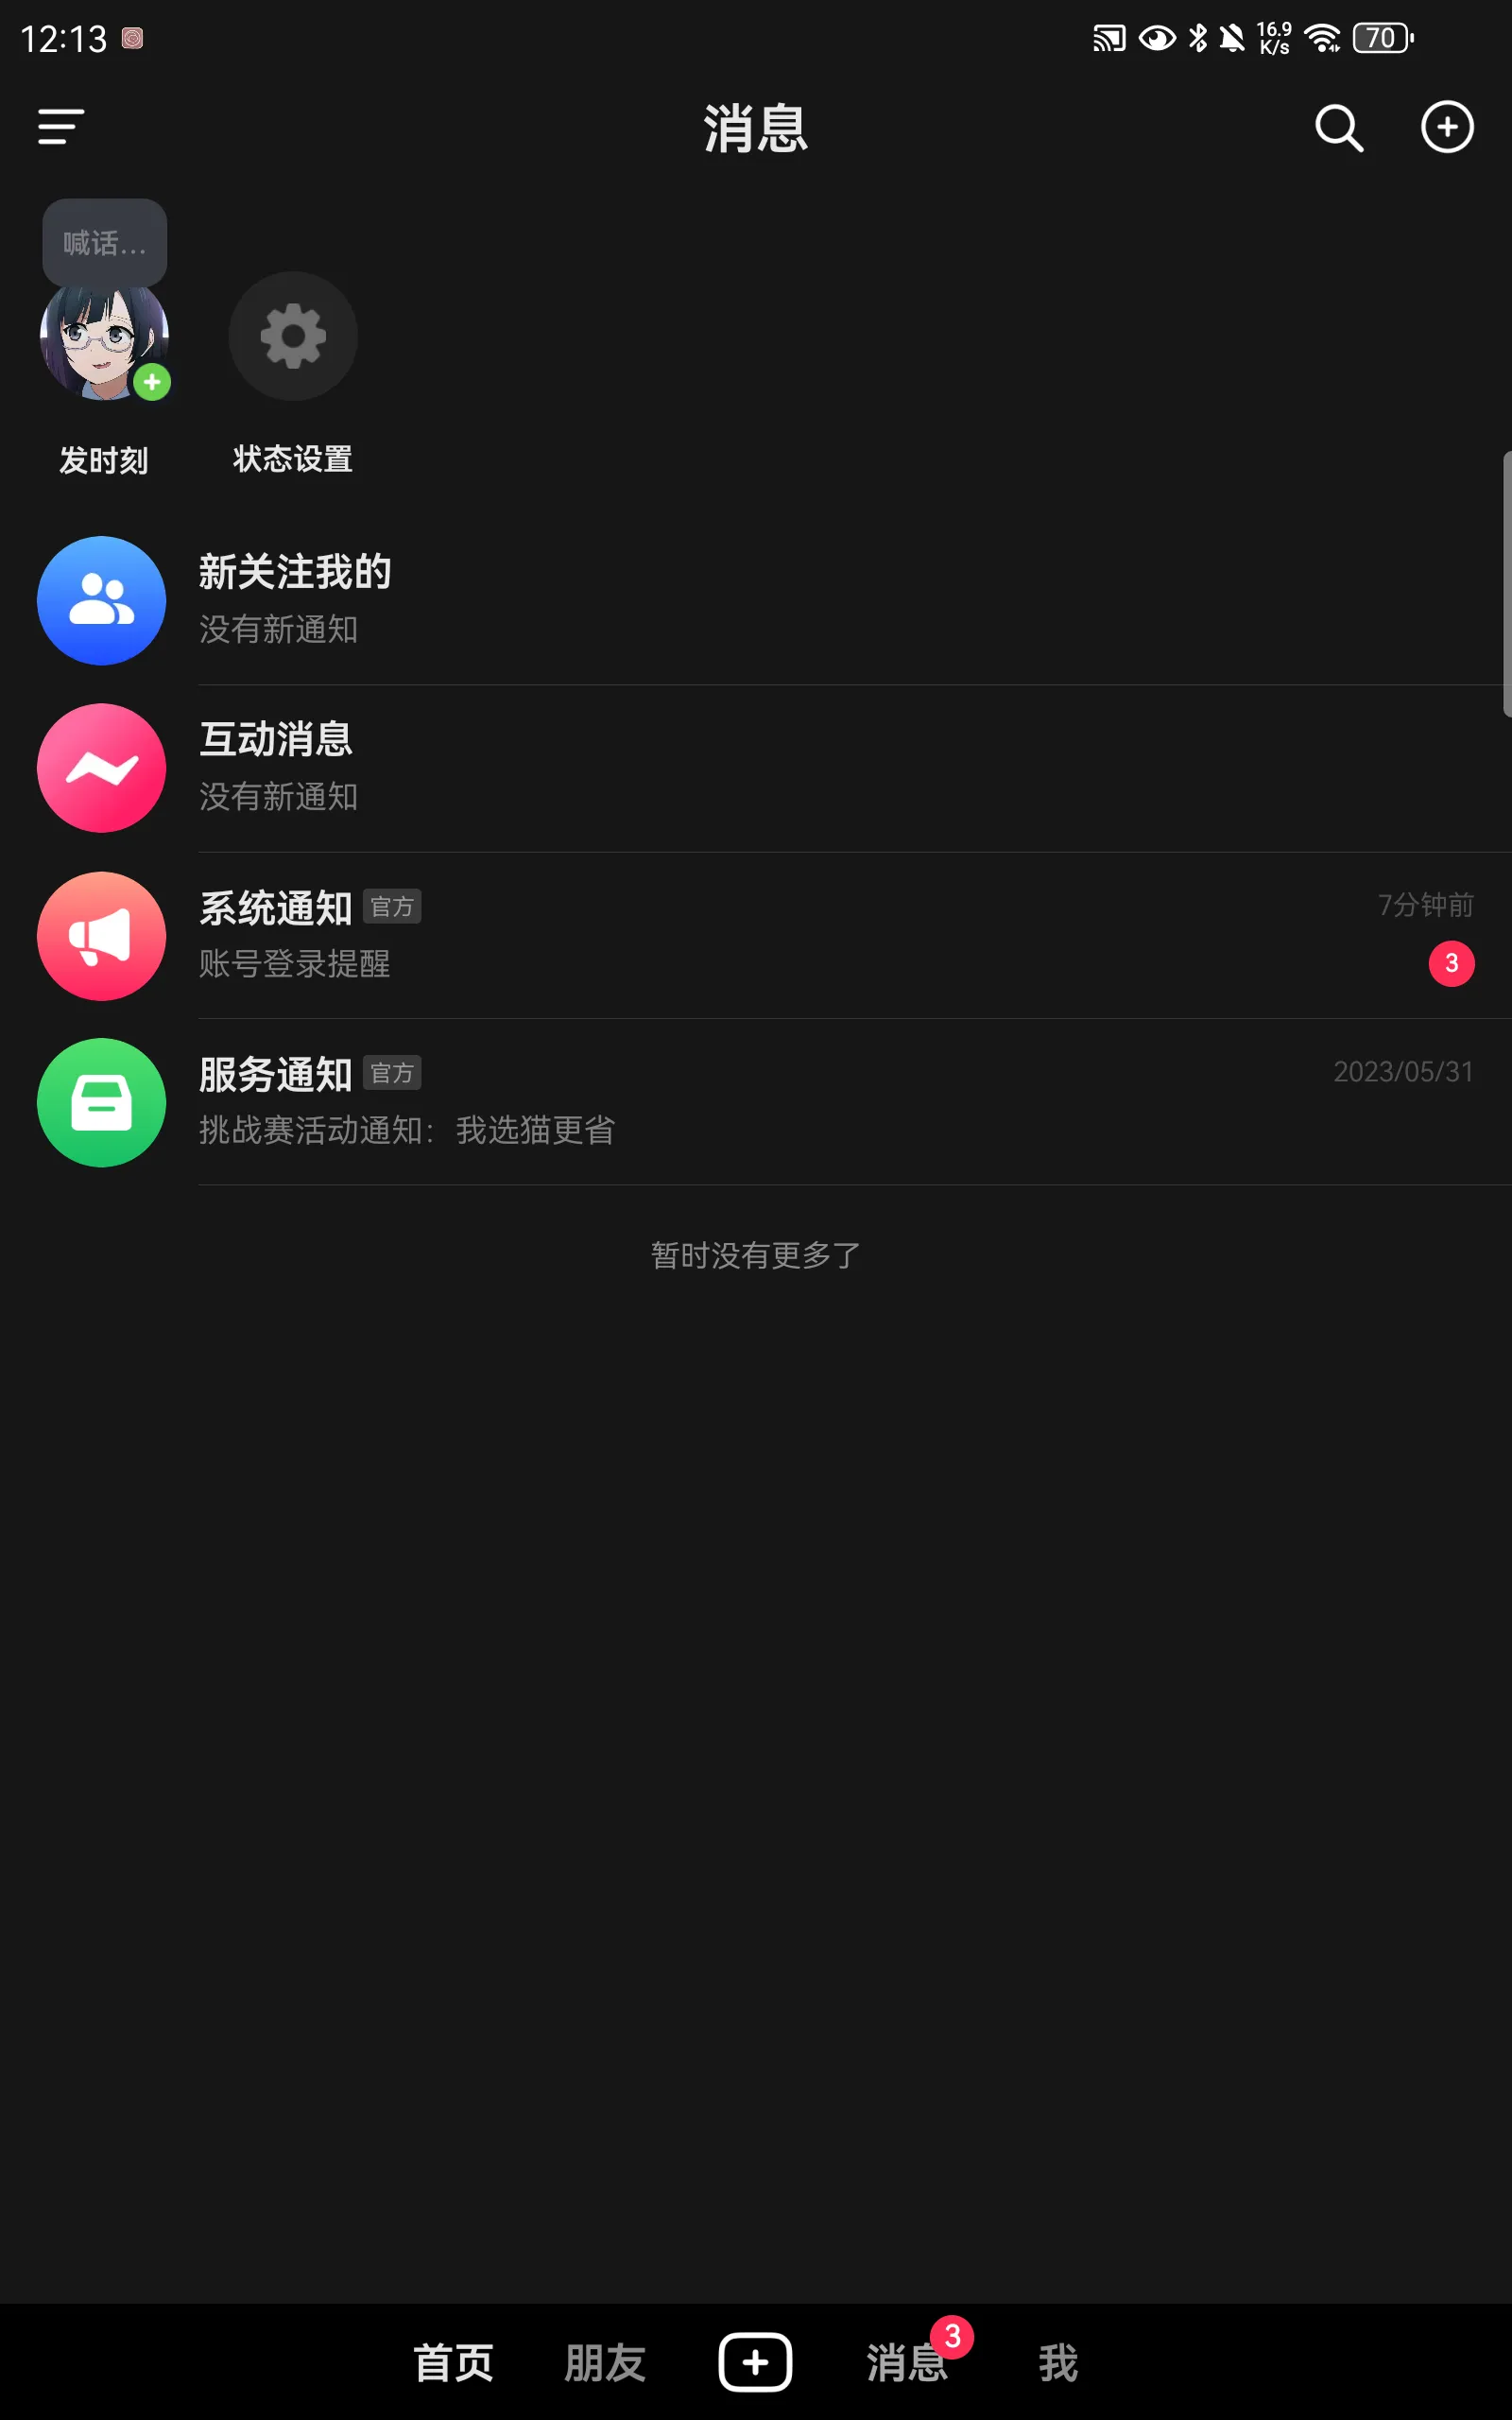 12:13
16.9 K/s
70
消息
喊话...
发时刻
状态设置
新关注我的
没有新通知
互动消息
没有新通知
系统通知 官方
7分钟前
账号登录提醒
3
服务通知 官方
2023/05/31
挑战赛活动通知: 我选猫更省
暂时没有更多了
首页
朋友
消息
3
我